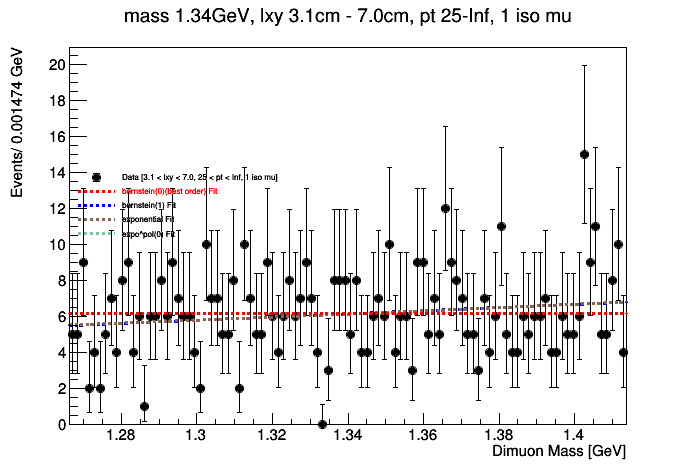 mass 1.34GeV, lxy 3.1cm - 7.0cm, pt 25-Inf, 1 iso mu
Events/ 0.001474 GeV
20
18
16
14
12
10
8
6
4
2
0
Data [3.1 < lxy < 7.0, 25 < pt < Inf, 1 iso mu]
bernstein(0)(best order) Fit
bernstein(1) Fit
exponential Fit
expo*pol(0) Fit
1.28
1.3
1.32
1.34
1.36
1.38
1.4
Dimuon Mass [GeV]